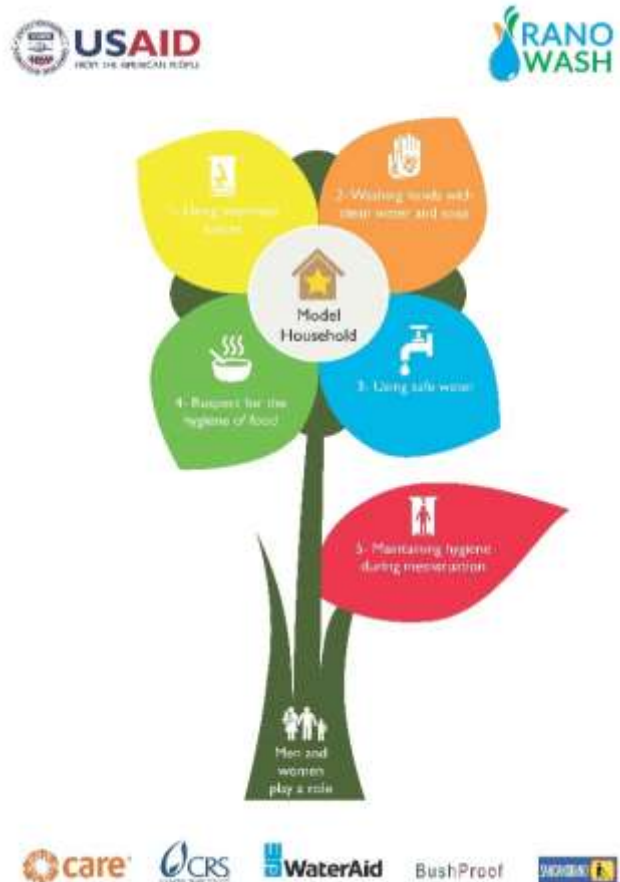 USAID
FROM THE AMERICAN PEOPLE
RANO
WASH
1- Using
2- Washing hands with
clean water and soap
Model
Household
4- Respect for the
hygiene of food
3- Using safe water
5- Maintaining hygiene
during menstruation
Men and
women
play a role
care
CRS
WaterAid
BushProof